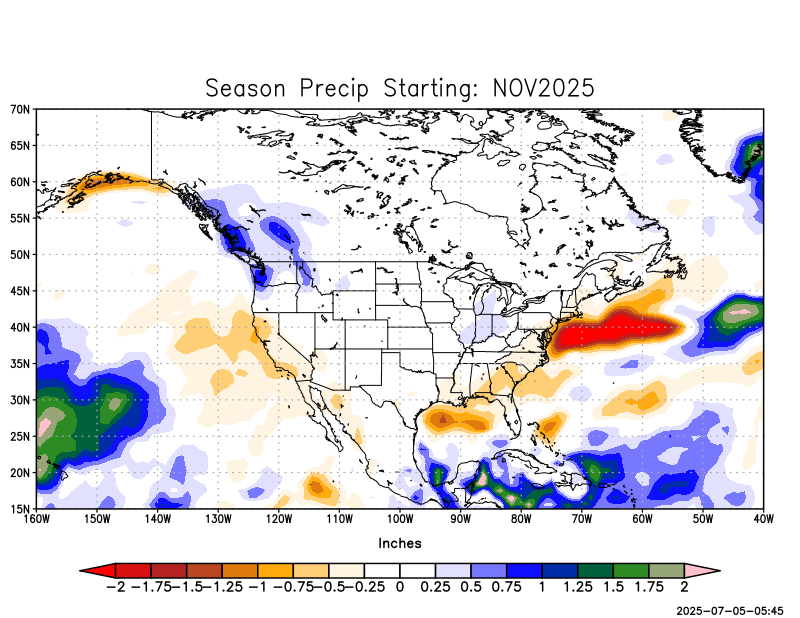 Season Precip Starting: NOV2025
70N
65N
60N
55N
50N
45N
40N
35N
30N
25N
20N
15N
160W 150W 140W 130W 120W 110W 100W 90W 80W 70W 60W 50W 40W
Inches
-2 -1.75 -1.5 -1.25 -1 -0.75 -0.5 -0.25 0 0.25 0.5 0.75 1 1.25 1.5 1.75 2
2025-07-05-05:45